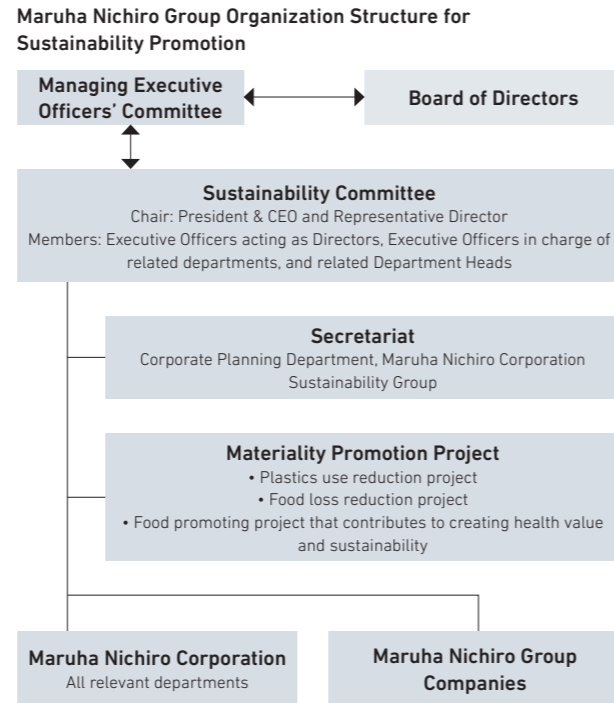 Maruha Nichiro Group Organization Structure for
Sustainability Promotion
Managing Executive
Officers’ Committee
Board of Directors
Sustainability Committee
Chair: President & CEO and Representative Director
Members: Executive Officers acting as Directors, Executive Officers in charge of
related departments, and related Department Heads
Secretariat
Corporate Planning Department, Maruha Nichiro Corporation
Sustainability Group
Materiality Promotion Project
• Plastics use reduction project
• Food loss reduction project
• Food promoting project that contributes to creating health value
and sustainability
Maruha Nichiro Corporation
All relevant departments
Maruha Nichiro Group
Companies